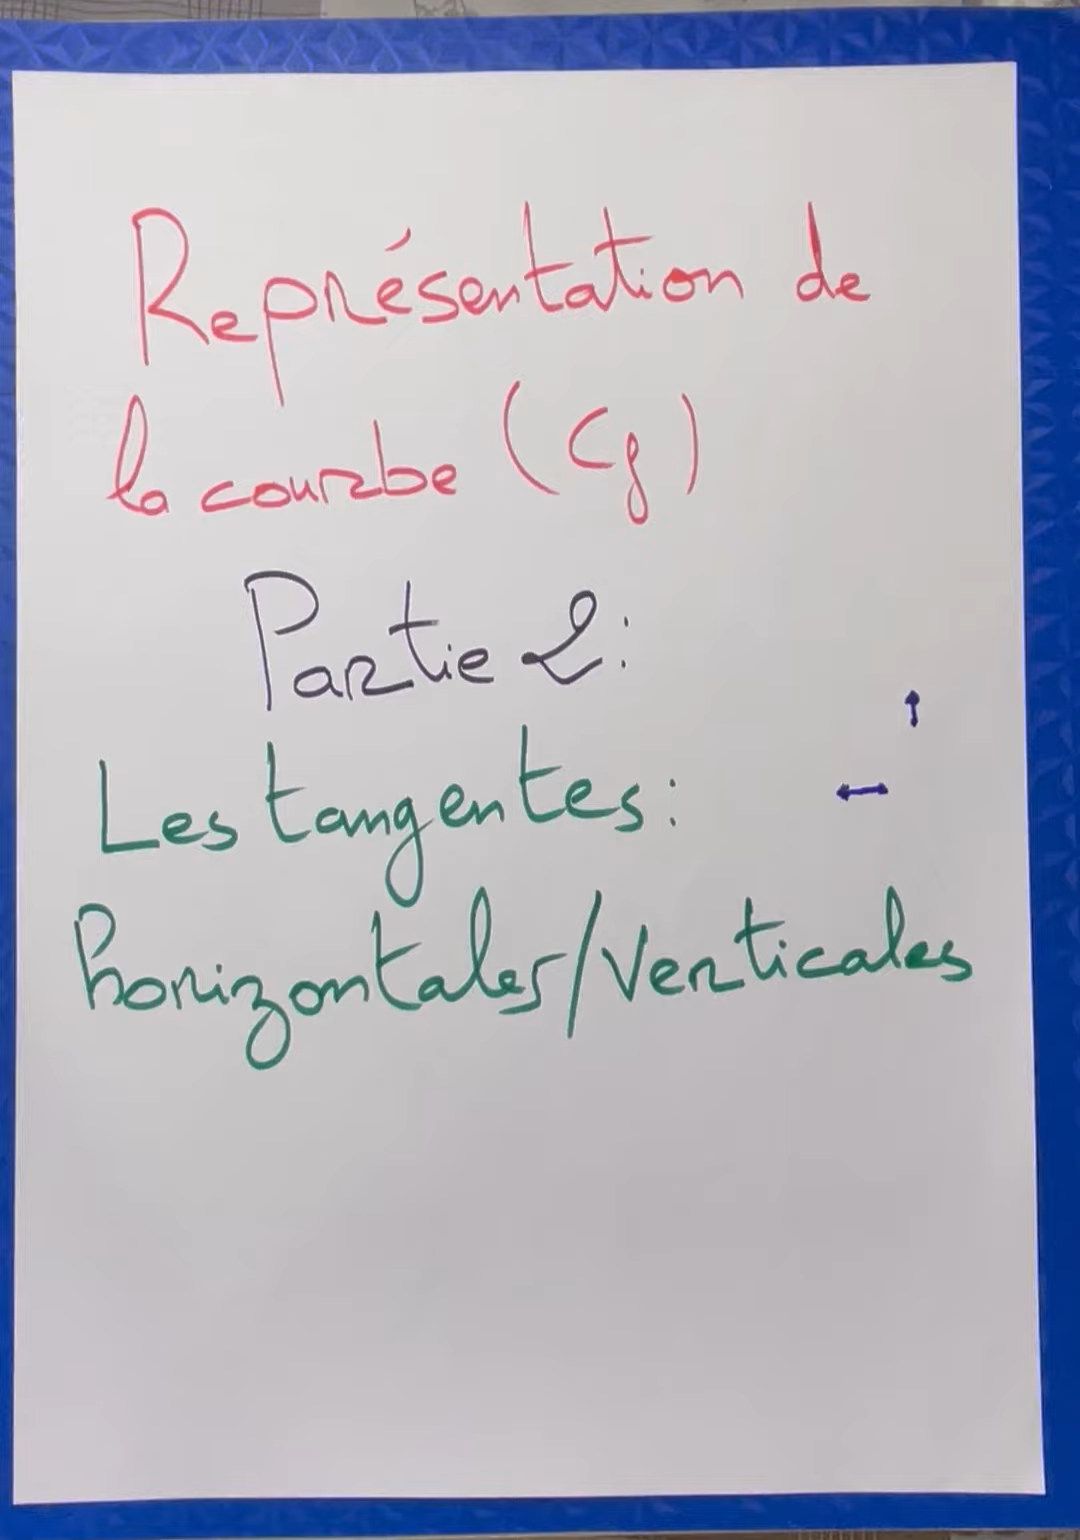 Représentation de
la courbe (Cf)
Partie 2:
Les tangentes:
horizontales/verticales